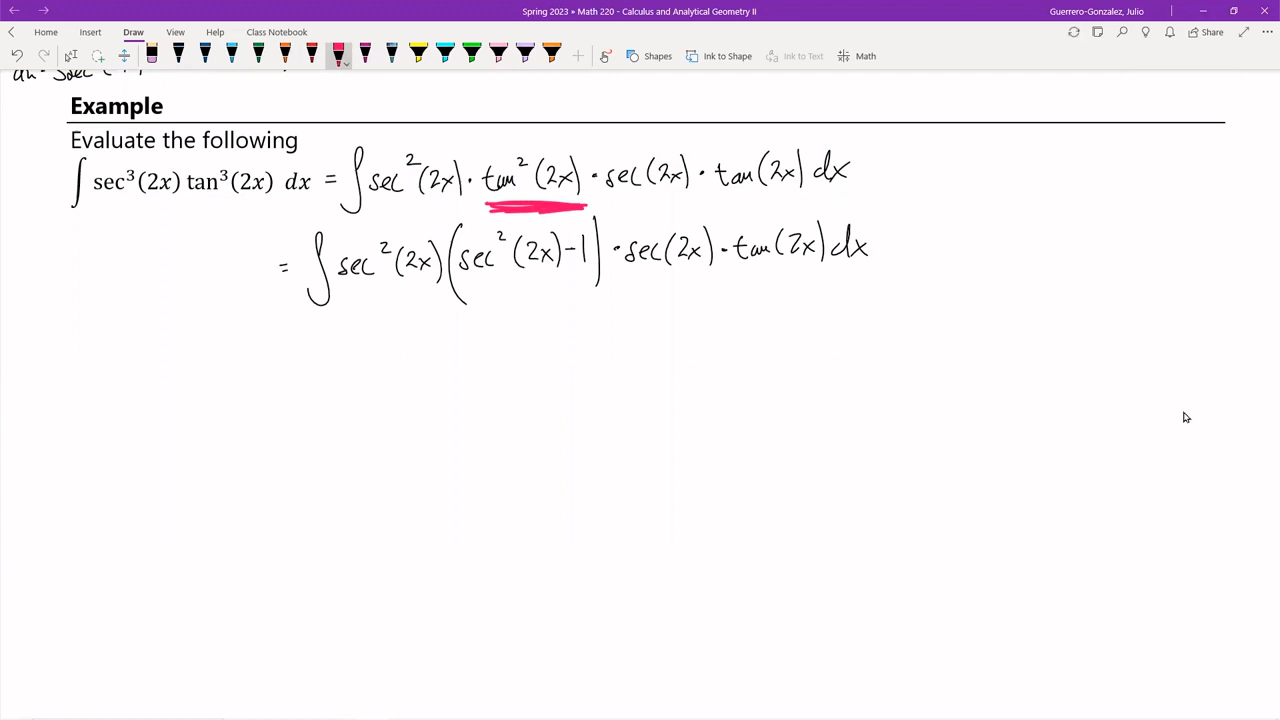 Spring 2023 » Math 220 - Calculus and Analytical Geometry II
Guerrero-Gonzalez, Julio
Home Insert Draw View Help Class Notebook
Share
Shapes Ink to Shape Ink to Text Math
Example
Evaluate the following
∫ sec³(2x) tan³(2x) dx = ∫ sec²(2x) · tan²(2x) · sec(2x) · tan(2x) dx
= ∫ sec²(2x)(sec²(2x)-1) · sec(2x) · tan(2x) dx